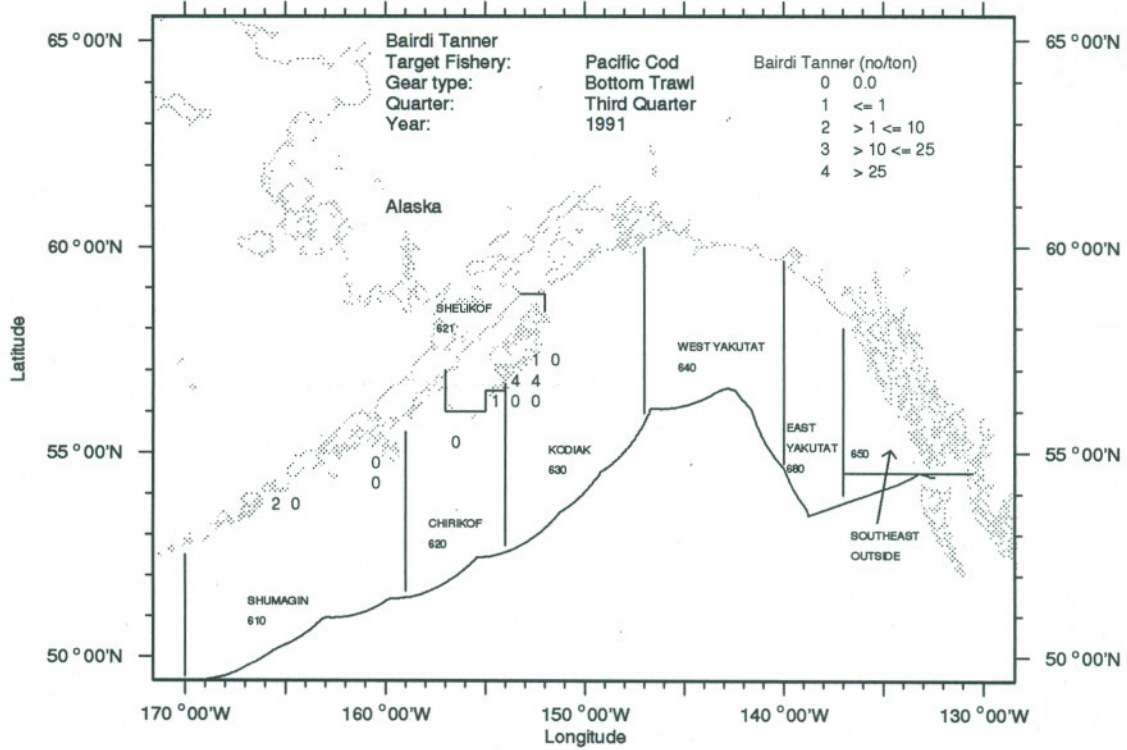 65 °00'N
65 °00'N
Bairdi Tanner
Target Fishery: Pacific Cod
Gear type: Bottom Trawl
Quarter: Third Quarter
Year: 1991
Bairdi Tanner (no/ton)
0 0.0
1 <= 1
2 > 1 <= 10
3 > 10 <= 25
4 > 25
Alaska
60 °00'N
60 °00'N
SHELIKOF
621
WEST YAKUTAT
640
1 0
4 4
1 0 0
0
0
0
2 0
EAST
YAKUTAT
680
650
KODIAK
630
55 °00'N
55 °00'N
CHIRIKOF
620
SOUTHEAST
OUTSIDE
SHUMAGIN
610
50 °00'N
50 °00'N
170 °00'W
160 °00'W
150 °00'W
140 °00'W
130 °00'W
Latitude
Longitude